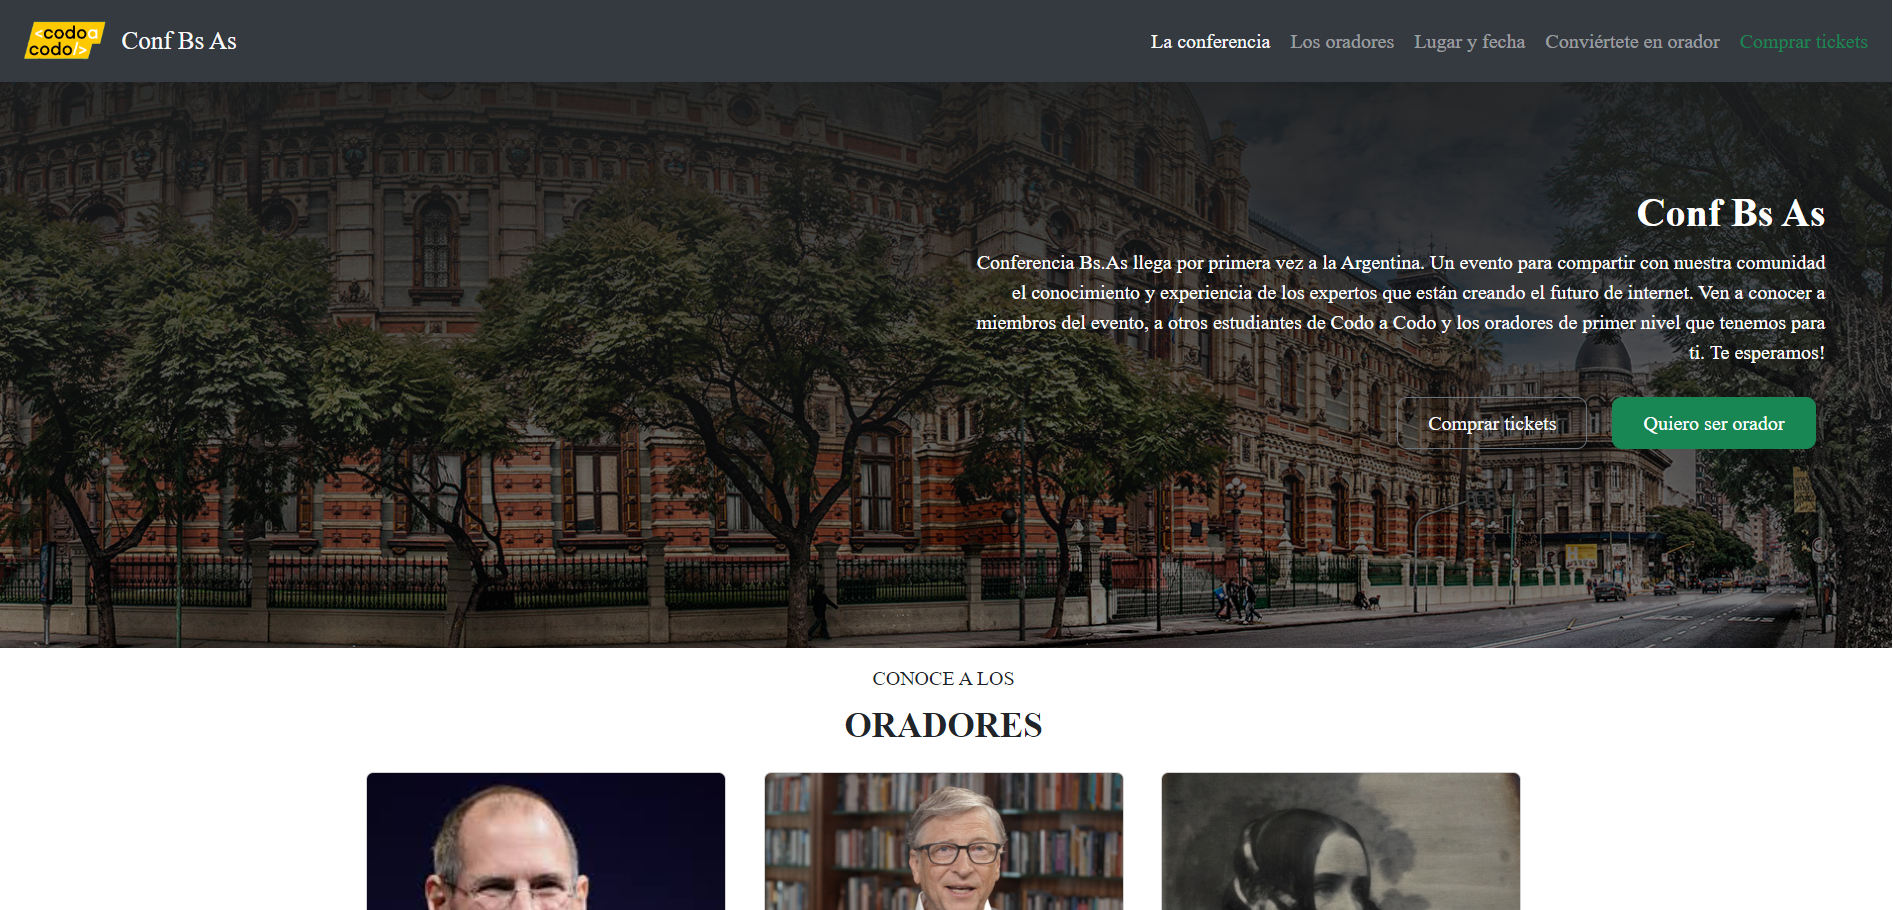 <codo a
codo/>
Conf Bs As
La conferencia Los oradores Lugar y fecha Conviértete en orador Comprar tickets
Conf Bs As
Conferencia Bs.As llega por primera vez a la Argentina. Un evento para compartir con nuestra comunidad
el conocimiento y experiencia de los expertos que están creando el futuro de internet. Ven a conocer a
miembros del evento, a otros estudiantes de Codo a Codo y los oradores de primer nivel que tenemos para
ti. Te esperamos!
Comprar tickets Quiero ser orador
BUS BUS
CONOCE A LOS
ORADORES